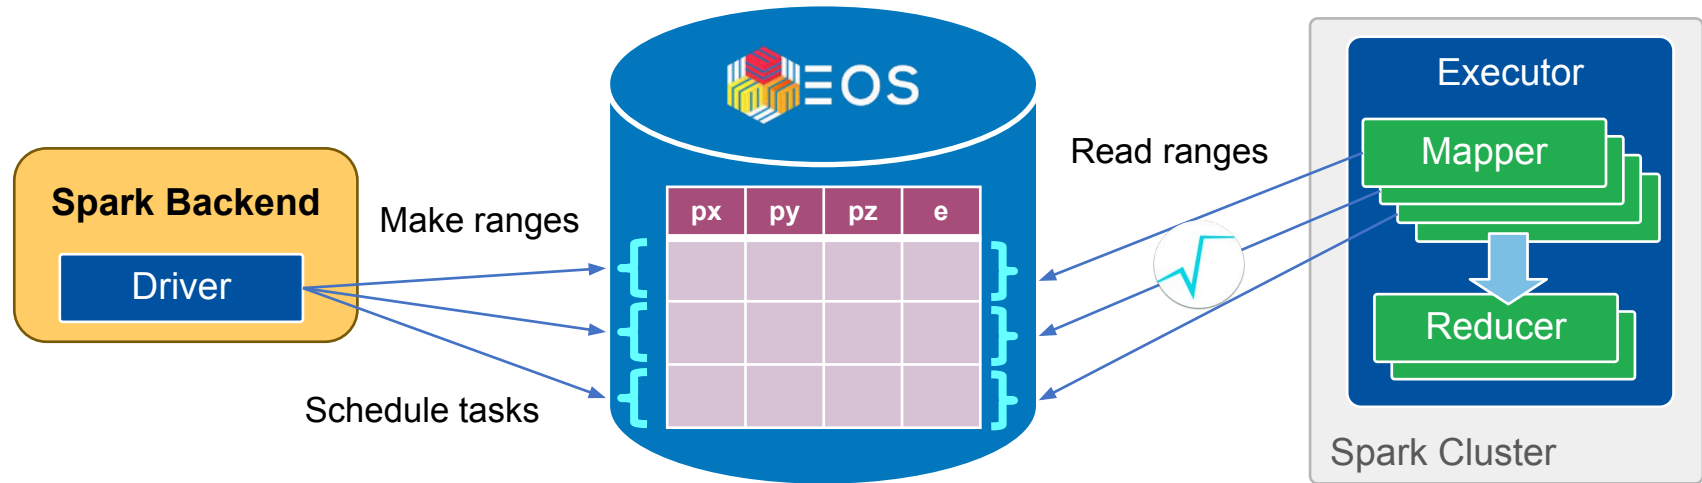 Spark Backend
Driver
Make ranges
Schedule tasks
EOS
px py pz e
Read ranges
Executor
Mapper
Reducer
Spark Cluster